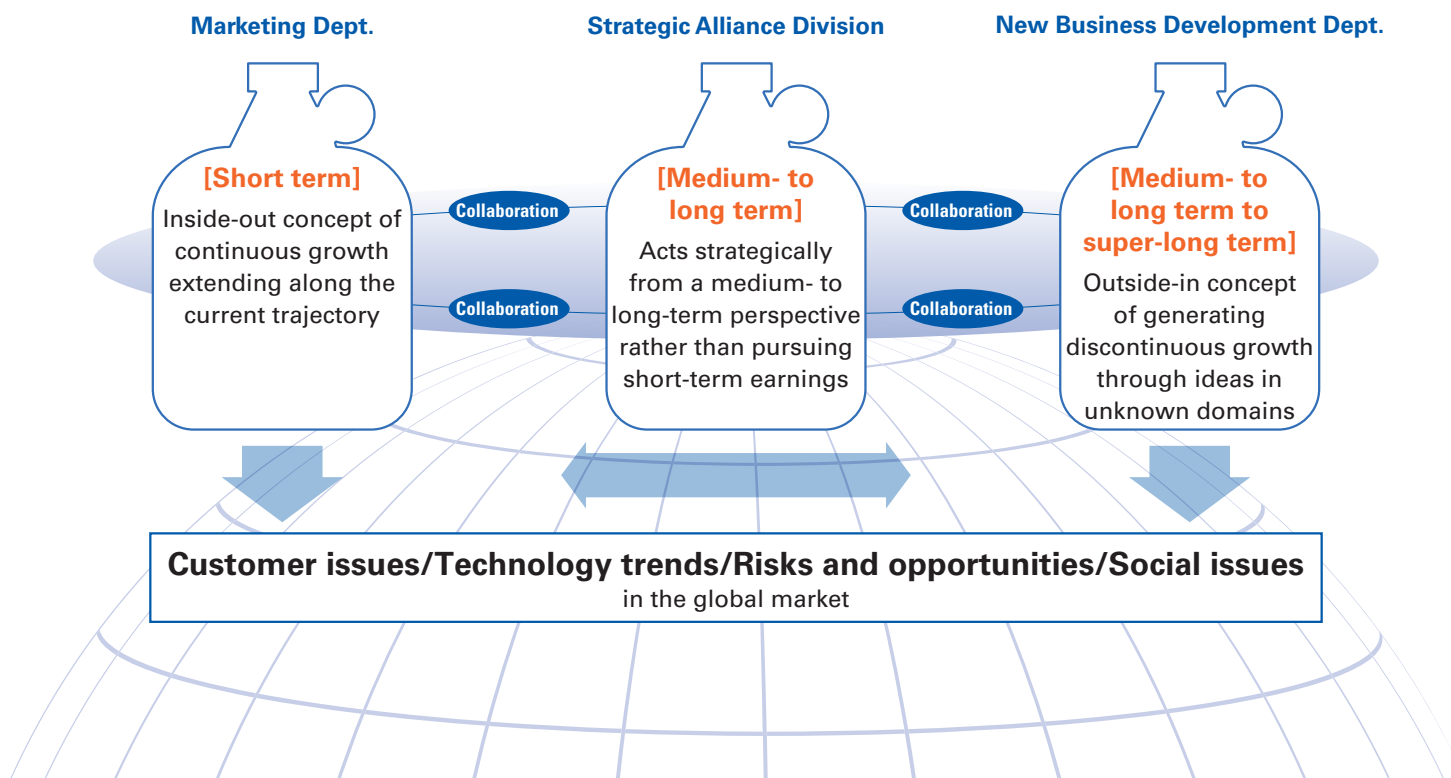 Marketing Dept.
Strategic Alliance Division
New Business Development Dept.
[Short term]
Inside-out concept of
continuous growth
extending along the
current trajectory
Collaboration
Collaboration
[Medium- to
long term]
Acts strategically
from a medium- to
long-term perspective
rather than pursuing
short-term earnings
Collaboration
Collaboration
[Medium- to
long term to
super-long term]
Outside-in concept
of generating
discontinuous growth
through ideas in
unknown domains
Customer issues/Technology trends/Risks and opportunities/Social issues
in the global market